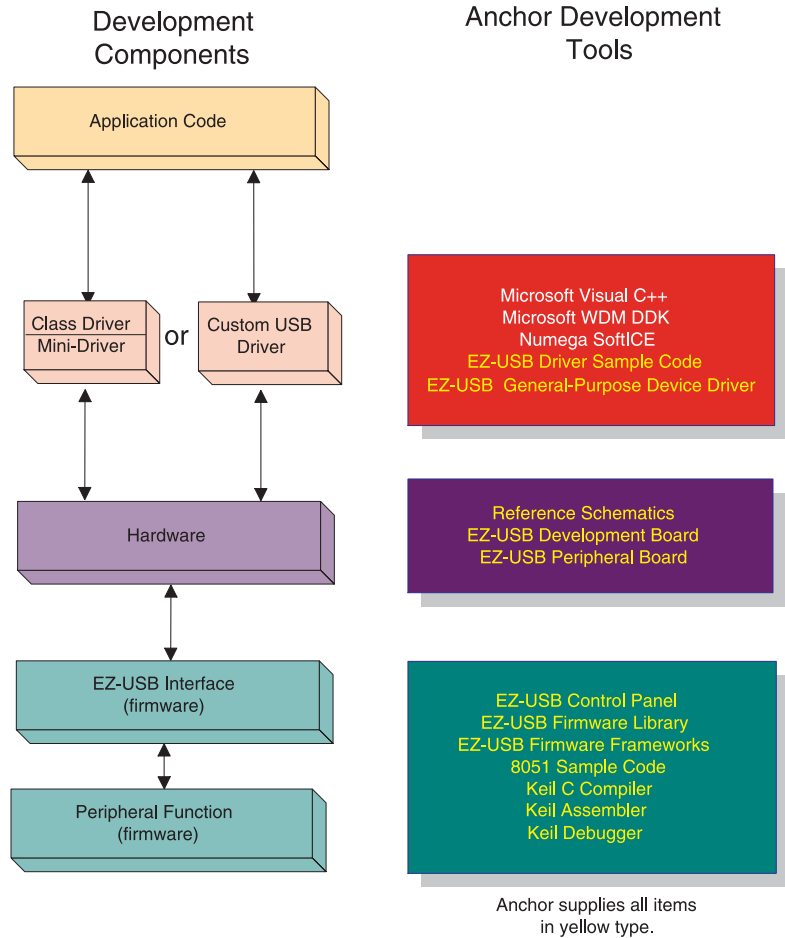 Development
Components
Application Code
Class Driver
Mini-Driver
or
Custom USB
Driver
Hardware
EZ-USB Interface
(firmware)
Peripheral Function
(firmware)
Anchor Development
Tools
Microsoft Visual C++
Microsoft WDM DDK
Numega SoftICE
EZ-USB Driver Sample Code
EZ-USB General-Purpose Device Driver
Reference Schematics
EZ-USB Development Board
EZ-USB Peripheral Board
EZ-USB Control Panel
EZ-USB Firmware Library
EZ-USB Firmware Frameworks
8051 Sample Code
Keil C Compiler
Keil Assembler
Keil Debugger
Anchor supplies all items
in yellow type.